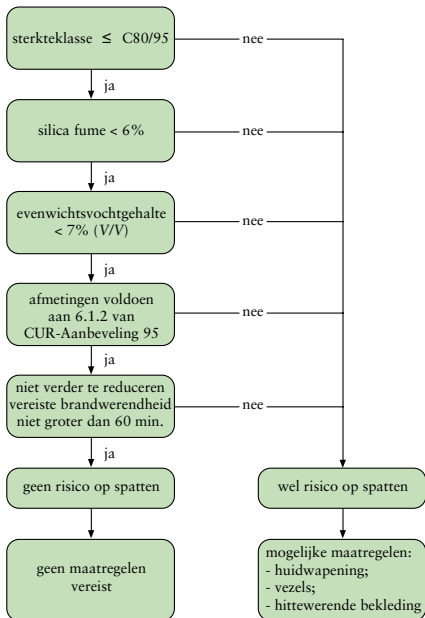 sterkteklasse ≤ C80/95
nee
ja
silica fume < 6%
nee
ja
evenwichtsvochtgehalte
< 7% (V/V)
nee
ja
afmetingen voldoen
aan 6.1.2 van
CUR-Aanbeveling 95
nee
ja
niet verder te reduceren
vereiste brandwerendheid
niet groter dan 60 min.
nee
ja
geen risico op spatten
wel risico op spatten
geen maatregelen
vereist
mogelijke maatregelen:
- huidwapening;
- vezels;
- hittewerende bekleding